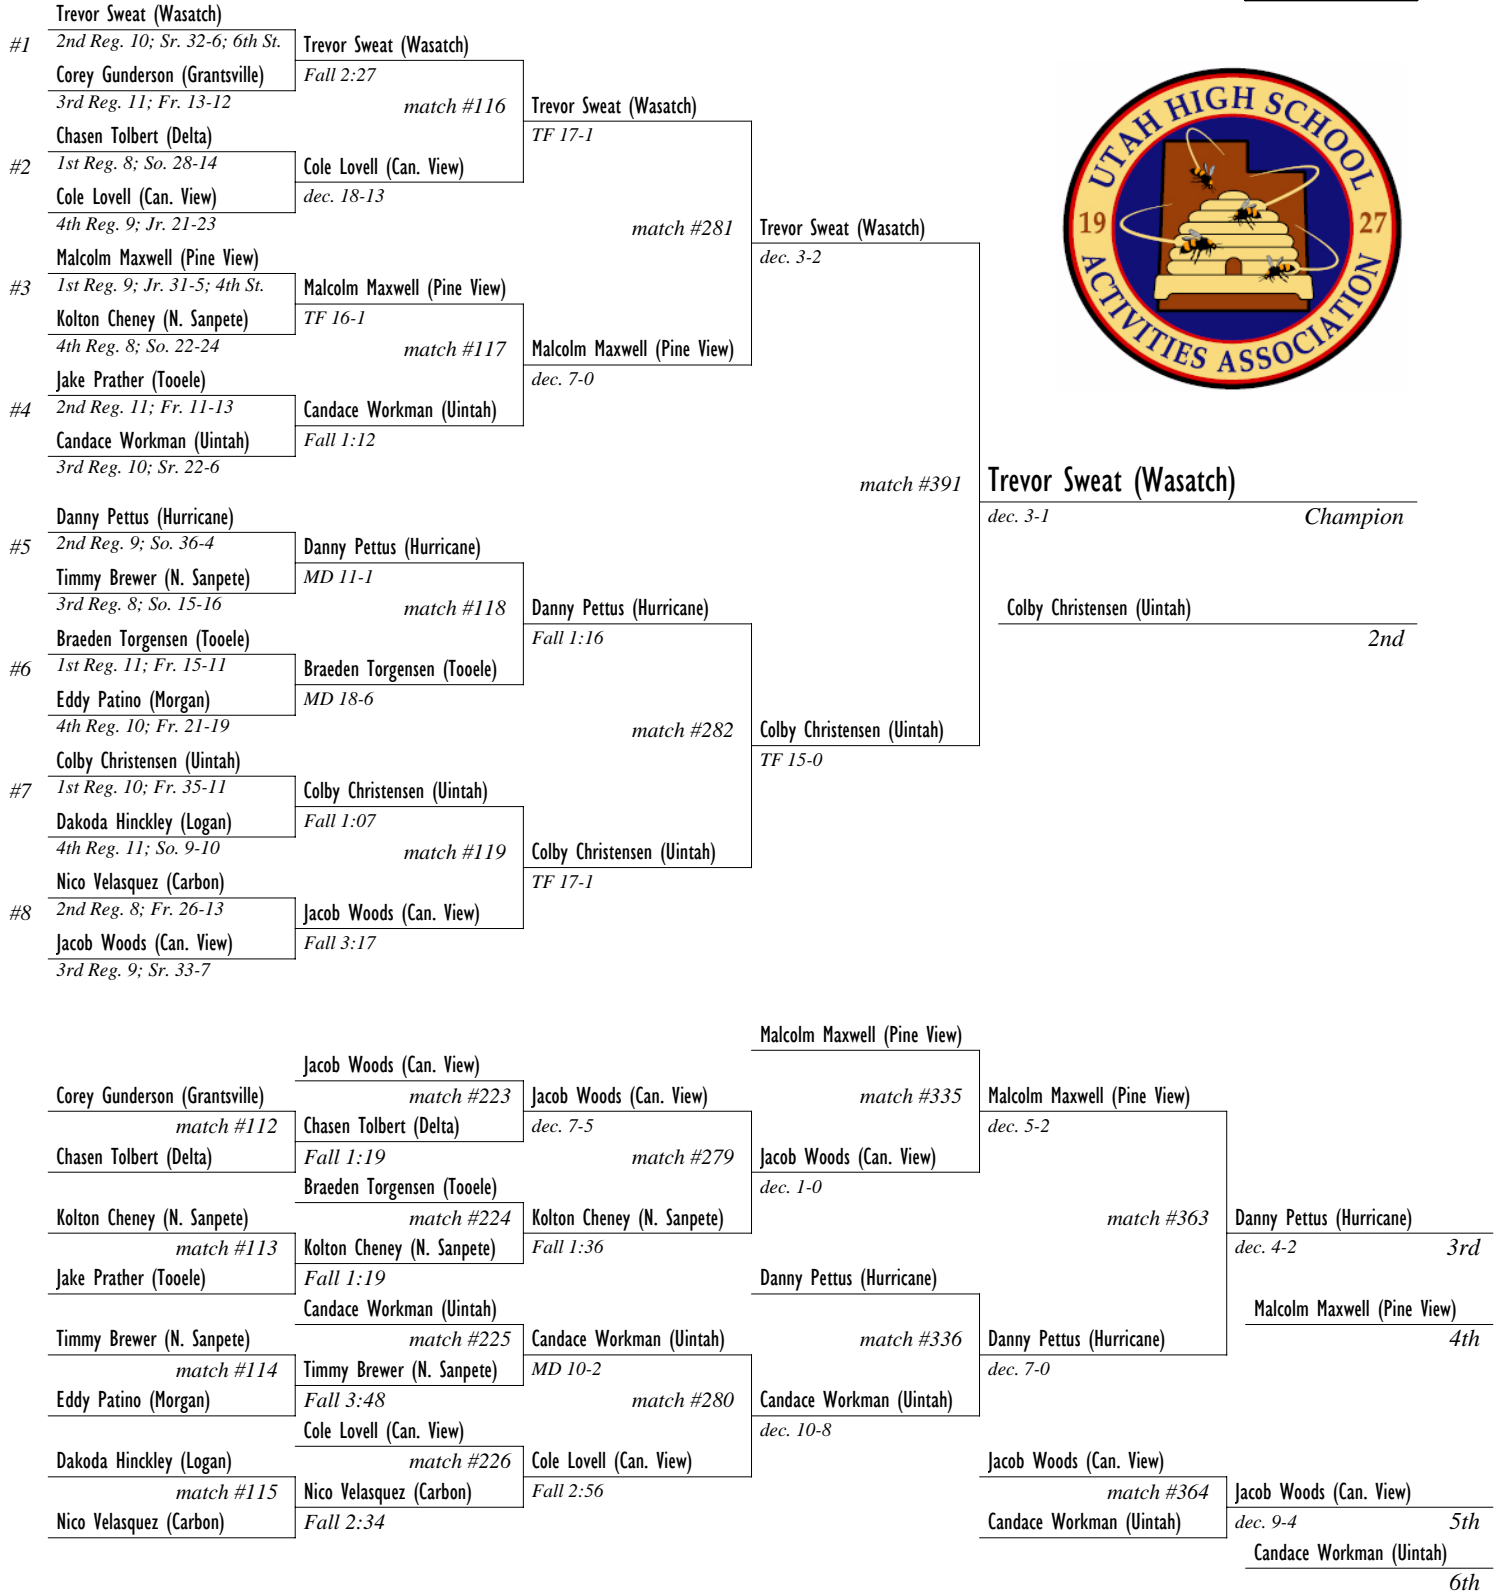 Trevor Sweat (Wasatch)
#1 2nd Reg. 10; Sr. 32-6; 6th St. Trevor Sweat (Wasatch)
Corey Gunderson (Grantsville) Fall 2:27
3rd Reg. 11; Fr. 13-12 match #116 Trevor Sweat (Wasatch)
Chasen Tolbert (Delta) TF 17-1
#2 1st Reg. 8; So. 28-14 Cole Lovell (Can. View)
Cole Lovell (Can. View) dec. 18-13
4th Reg. 9; Jr. 21-23 match #281 Trevor Sweat (Wasatch)
Malcolm Maxwell (Pine View) dec. 3-2
#3 1st Reg. 9; Jr. 31-5; 4th St. Malcolm Maxwell (Pine View)
Kolton Cheney (N. Sanpete) TF 16-1
4th Reg. 8; So. 22-24 match #117 Malcolm Maxwell (Pine View)
Jake Prather (Tooele) dec. 7-0
#4 2nd Reg. 11; Fr. 11-13 Candace Workman (Uintah)
Candace Workman (Uintah) Fall 1:12
3rd Reg. 10; Sr. 22-6
match #391 Trevor Sweat (Wasatch)
dec. 3-1 Champion
Danny Pettus (Hurricane)
#5 2nd Reg. 9; So. 36-4 Danny Pettus (Hurricane)
Timmy Brewer (N. Sanpete) MD 11-1
3rd Reg. 8; So. 15-16 match #118 Danny Pettus (Hurricane) Colby Christensen (Uintah)
Braeden Torgensen (Tooele) Fall 1:16 2nd
#6 1st Reg. 11; Fr. 15-11 Braeden Torgensen (Tooele)
Eddy Patino (Morgan) MD 18-6
4th Reg. 10; Fr. 21-19 match #282 Colby Christensen (Uintah)
Colby Christensen (Uintah) TF 15-0
#7 1st Reg. 10; Fr. 35-11 Colby Christensen (Uintah)
Dakoda Hinckley (Logan) Fall 1:07
4th Reg. 11; So. 9-10 match #119 Colby Christensen (Uintah)
Nico Velasquez (Carbon) TF 17-1
#8 2nd Reg. 8; Fr. 26-13 Jacob Woods (Can. View)
Jacob Woods (Can. View) Fall 3:17
3rd Reg. 9; Sr. 33-7
UTAH HIGH SCHOOL
19 27
ACTIVITIES ASSOCIATION
Malcolm Maxwell (Pine View)
Jacob Woods (Can. View)
Corey Gunderson (Grantsville) match #223 Jacob Woods (Can. View) match #335 Malcolm Maxwell (Pine View)
match #112 Chasen Tolbert (Delta) dec. 7-5 dec. 5-2
Chasen Tolbert (Delta) Fall 1:19 match #279 Jacob Woods (Can. View)
Braeden Torgensen (Tooele) dec. 1-0
Kolton Cheney (N. Sanpete) match #224 Kolton Cheney (N. Sanpete) match #363 Danny Pettus (Hurricane)
match #113 Kolton Cheney (N. Sanpete) Fall 1:36 dec. 4-2 3rd
Jake Prather (Tooele) Fall 1:19 Danny Pettus (Hurricane)
Candace Workman (Uintah) Malcolm Maxwell (Pine View)
Timmy Brewer (N. Sanpete) match #225 Candace Workman (Uintah) match #336 Danny Pettus (Hurricane) 4th
match #114 Timmy Brewer (N. Sanpete) MD 10-2 dec. 7-0
Eddy Patino (Morgan) Fall 3:48 match #280 Candace Workman (Uintah)
Cole Lovell (Can. View) dec. 10-8
Dakoda Hinckley (Logan) match #226 Cole Lovell (Can. View) Jacob Woods (Can. View)
match #115 Nico Velasquez (Carbon) Fall 2:56 match #364 Jacob Woods (Can. View)
Nico Velasquez (Carbon) Fall 2:34 Candace Workman (Uintah) dec. 9-4 5th
Candace Workman (Uintah)
6th